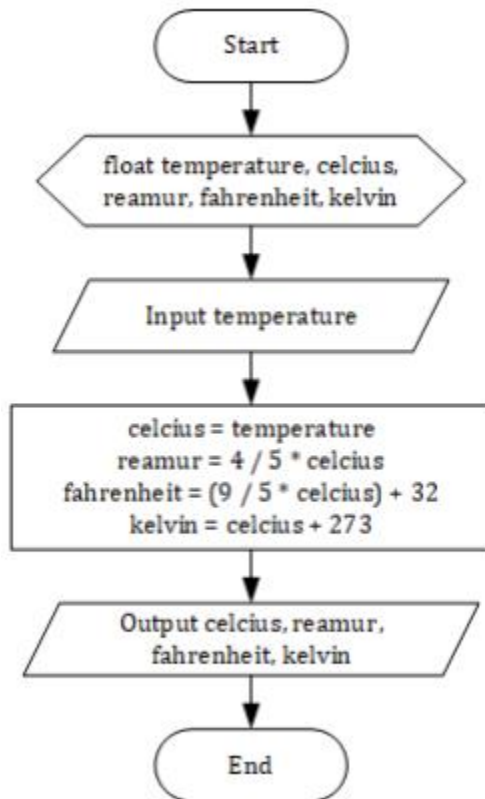 Start
float temperature, celcius,
reamur, fahrenheit, kelvin
Input temperature
celcius = temperature
reamur = 4 / 5 * celcius
fahrenheit = (9 / 5 * celcius) + 32
kelvin = celcius + 273
Output celcius, reamur,
fahrenheit, kelvin
End